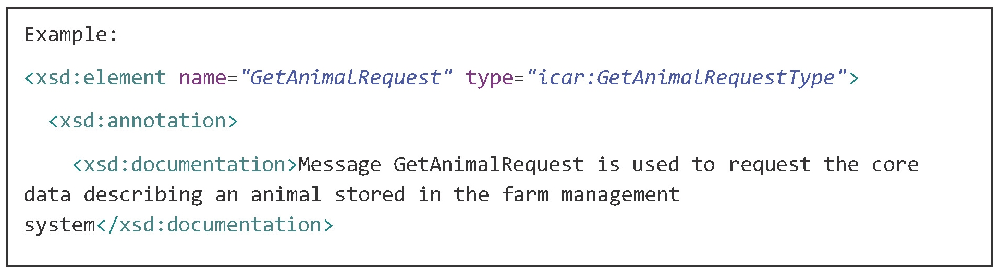 Example:
<xsd:element name="GetAnimalRequest" type="icar:GetAnimalRequestType">
<xsd:annotation>
<xsd:documentation>Message GetAnimalRequest is used to request the core
data describing an animal stored in the farm management
system</xsd:documentation>